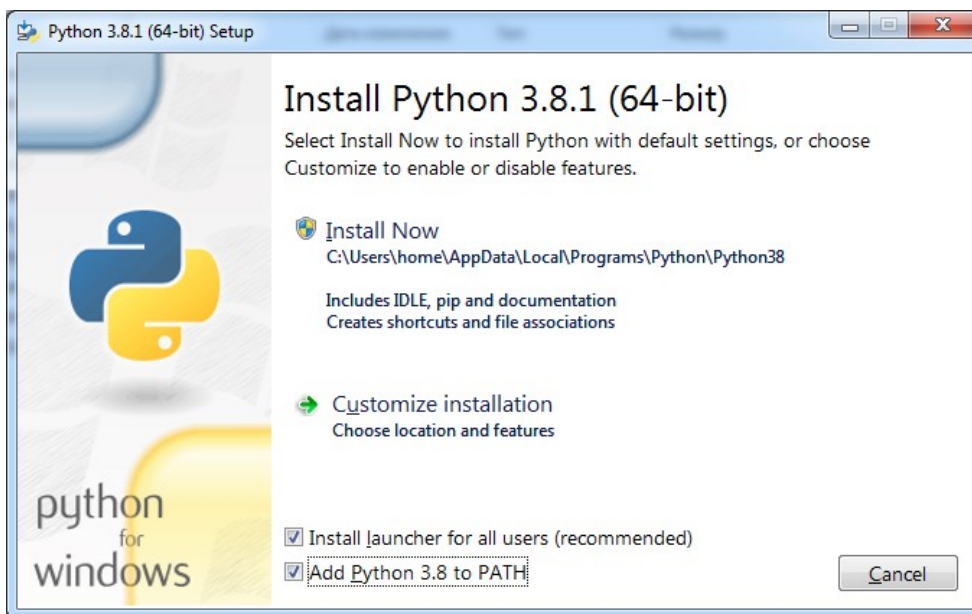 Python 3.8.1 (64-bit) Setup
Install Python 3.8.1 (64-bit)
Select Install Now to install Python with default settings, or choose
Customize to enable or disable features.
Install Now
C:\Users\home\AppData\Local\Programs\Python\Python38
Includes IDLE, pip and documentation
Creates shortcuts and file associations
Customize installation
Choose location and features
python
for
windows
Install launcher for all users (recommended)
Add Python 3.8 to PATH
Cancel